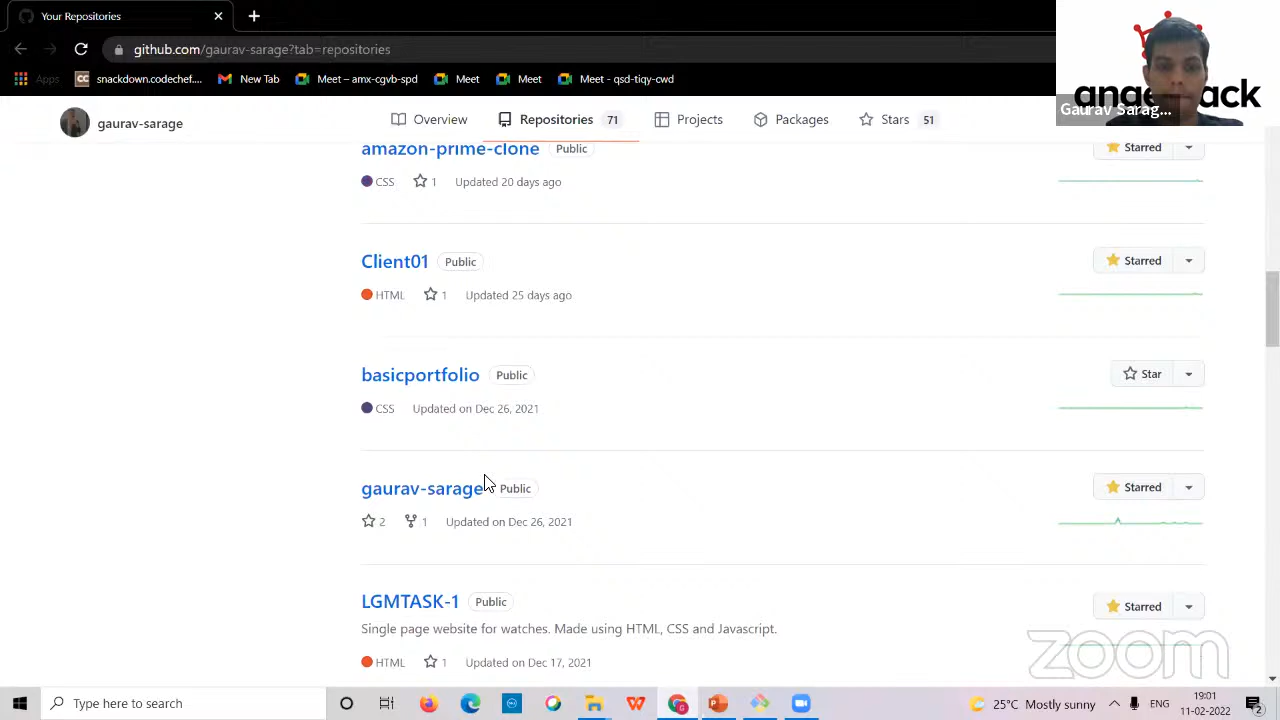 Your Repositories
github.com/gaurav-sarage?tab=repositories
Apps snackdown.codechef.... New Tab Meet – amx-cgvb-spd Meet Meet Meet - qsd-tiqy-cwd
Gaurav Sarag...
gaurav-sarage Overview Repositories 71 Projects Packages Stars 51
amazon-prime-clone Public Starred
CSS 1 Updated 20 days ago
Client01 Public Starred
HTML 1 Updated 25 days ago
basicportfolio Public Star
CSS Updated on Dec 26, 2021
gaurav-sarage Public Starred
2 1 Updated on Dec 26, 2021
LGMTASK-1 Public Starred
Single page website for watches. Made using HTML, CSS and Javascript.
HTML 1 Updated on Dec 17, 2021
zoom
Type here to search 25°C Mostly sunny ENG 19:01
11-02-2022 2